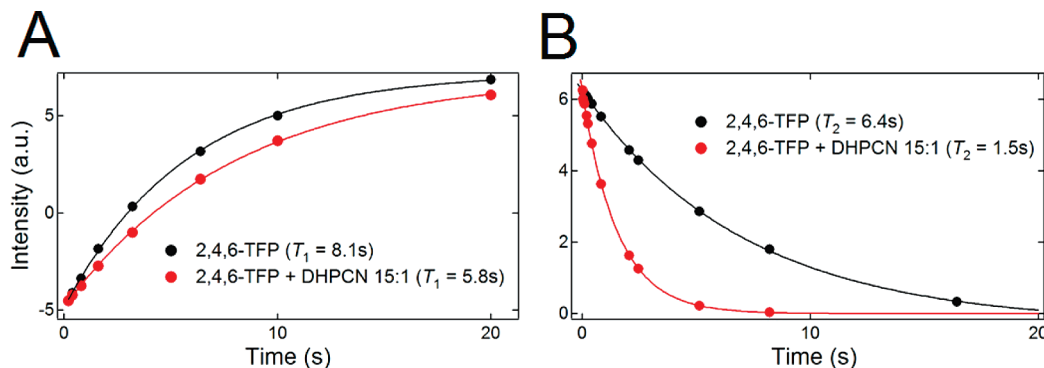 A
B
Intensity (a.u.)
5
0
-5
0
10
20
Time (s)
2,4,6-TFP (T1 = 8.1s)
2,4,6-TFP + DHPCN 15:1 (T1 = 5.8s)
6
4
2
0
0
10
20
Time (s)
2,4,6-TFP (T2 = 6.4s)
2,4,6-TFP + DHPCN 15:1 (T2 = 1.5s)